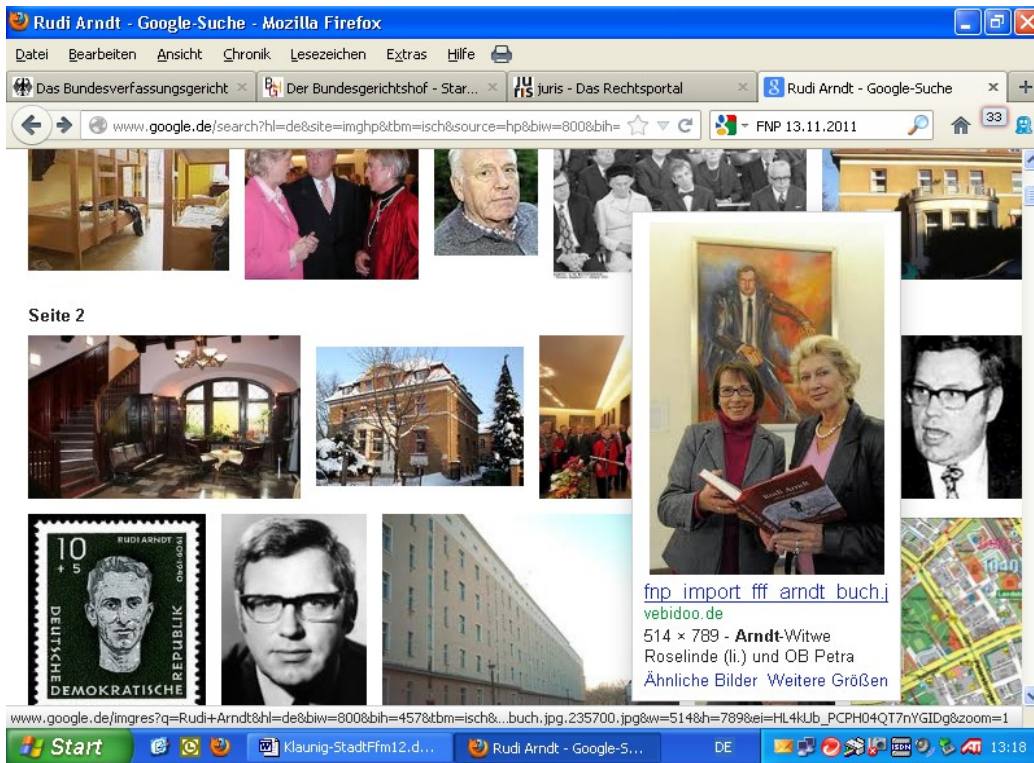 Rudi Arndt - Google-Suche - Mozilla Firefox
Datei Bearbeiten Ansicht Chronik Lesezeichen Extras Hilfe
Das Bundesverfassungsgericht × Der Bundesgerichtshof - Star... × juris - Das Rechtsportal × Rudi Arndt - Google-Suche × +
www.google.de/search?hl=de&site=imghp&tbm=isch&source=hp&biw=800&bih= FNP 13.11.2011 33
Seite 2
Rudi Arndt
10
+ 5
RUDI ARNDT
1909-1940
DEUTSCHE
DEMOKRATISCHE
REPUBLIK
fnp_import_fff_arndt_buch.j
vebidoo.de
514 × 789 - Arndt-Witwe
Roselinde (li.) und OB Petra
Ähnliche Bilder Weitere Größen
www.google.de/imgres?q=Rudi+Arndt&hl=de&biw=800&bih=457&tbm=isch&...buch.jpg.235700.jpg&w=514&h=789&ei=HL4kUb_PCPH04QT7nYGIDg&zoom=1
Start Klaunig-StadtFfm12.d... Rudi Arndt - Google-S... DE 13:18